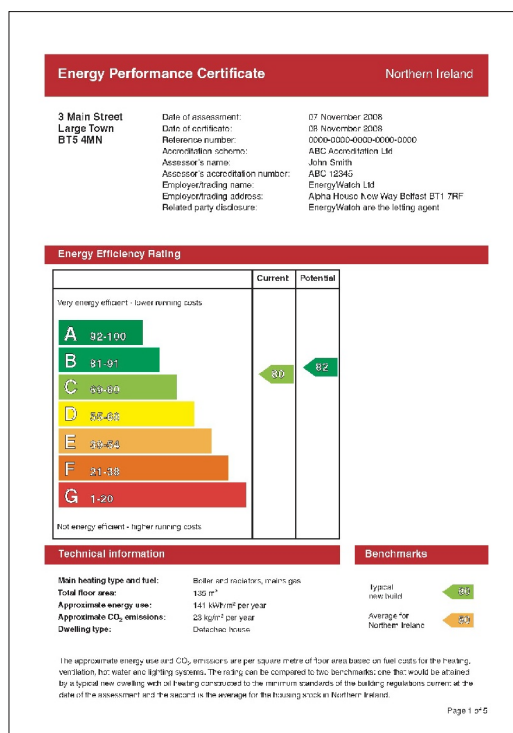 Energy Performance Certificate
Northern Ireland
3 Main Street
Large Town
BT5 4MN
Date of assessment: 07 November 2008
Date of certificate: 08 November 2008
Reference number: 0000-0000-0000-0000-0000
Accreditation scheme: ABC Accreditation Ltd
Assessor's name: John Smith
Assessor's accreditation number: ABC 12345
Employer/trading name: EnergyWatch Ltd
Employer/trading address: Alpha House New Way Belfast BT1 7RF
Related party disclosure: EnergyWatch are the letting agent
Energy Efficiency Rating
Current Potential
Very energy efficient - lower running costs
A 92-100
B 81-91
C 69-80
D 55-68
E 39-54
F 21-38
G 1-20
80
82
Not energy efficient - higher running costs
Technical information
Main heating type and fuel: Boiler and radiators, mains gas
Total floor area: 135 m²
Approximate energy use: 141 kWh/m² per year
Approximate CO₂ emissions: 23 kg/m² per year
Dwelling type: Detached house
Benchmarks
Typical
new build
Average for
Northern Ireland
The approximate energy use and CO₂ emissions are per square metre of floor area based on fuel costs for the heating,
ventilation, hot water and lighting systems. The rating can be compared to two benchmarks: one that would be attained
by a typical new dwelling with oil heating constructed to the minimum standards of the building regulations current at the
date of the assessment and the second is the average for the housing stock in Northern Ireland.
Page 1 of 5